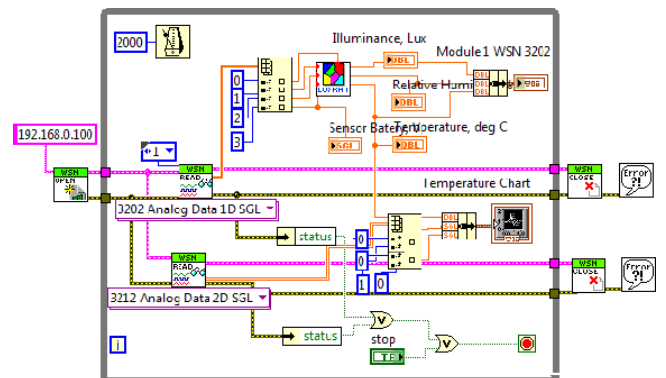 2000
Illuminance, Lux
Module1 WSN 3202
DBL
DBL
DBL
DBL
0
1
2
3
Relative Humi
DBL
Sensor Batery, V
Temperature, deg C
SGL
DBL
192.168.0.100
1
WSN
OPEN
WSN
READ
WSN
CLOSE
Error
?!
Temperature Chart
3202 Analog Data 1D SGL
status
0
0
1
0
DBL
SGL
SGL
WSN
READ
WSN
CLOSE
Error
?!
3212 Analog Data 2D SGL
status
V
V
stop
TF
i